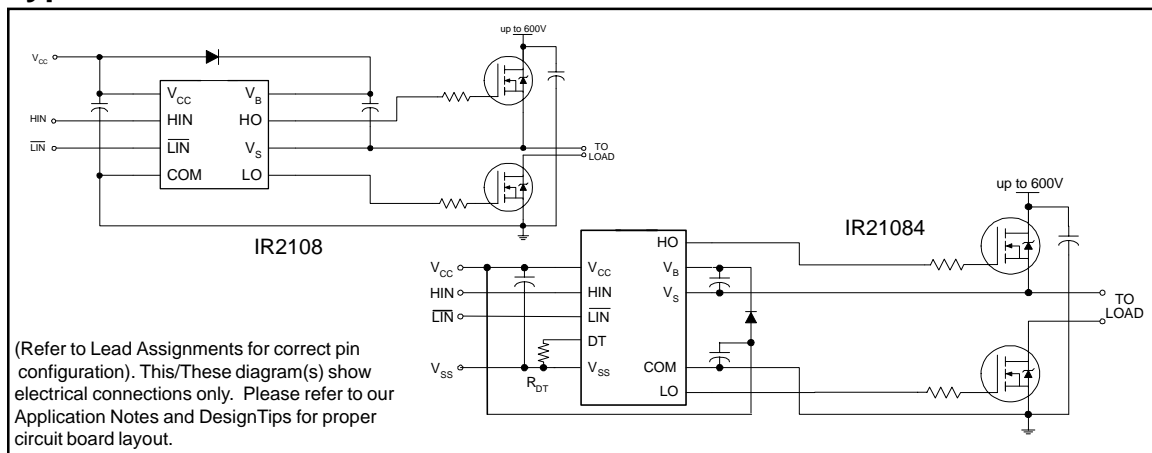 up to 600V
VCC
VCC
VB
HIN
HIN
HO
LIN
LIN
VS
TO
LOAD
COM
LO
IR2108
up to 600V
IR21084
HO
VCC
VCC
VB
HIN
HIN
VS
TO
LOAD
LIN
LIN
DT
VSS
RDT
VSS
COM
LO
(Refer to Lead Assignments for correct pin
configuration). This/These diagram(s) show
electrical connections only. Please refer to our
Application Notes and DesignTips for proper
circuit board layout.